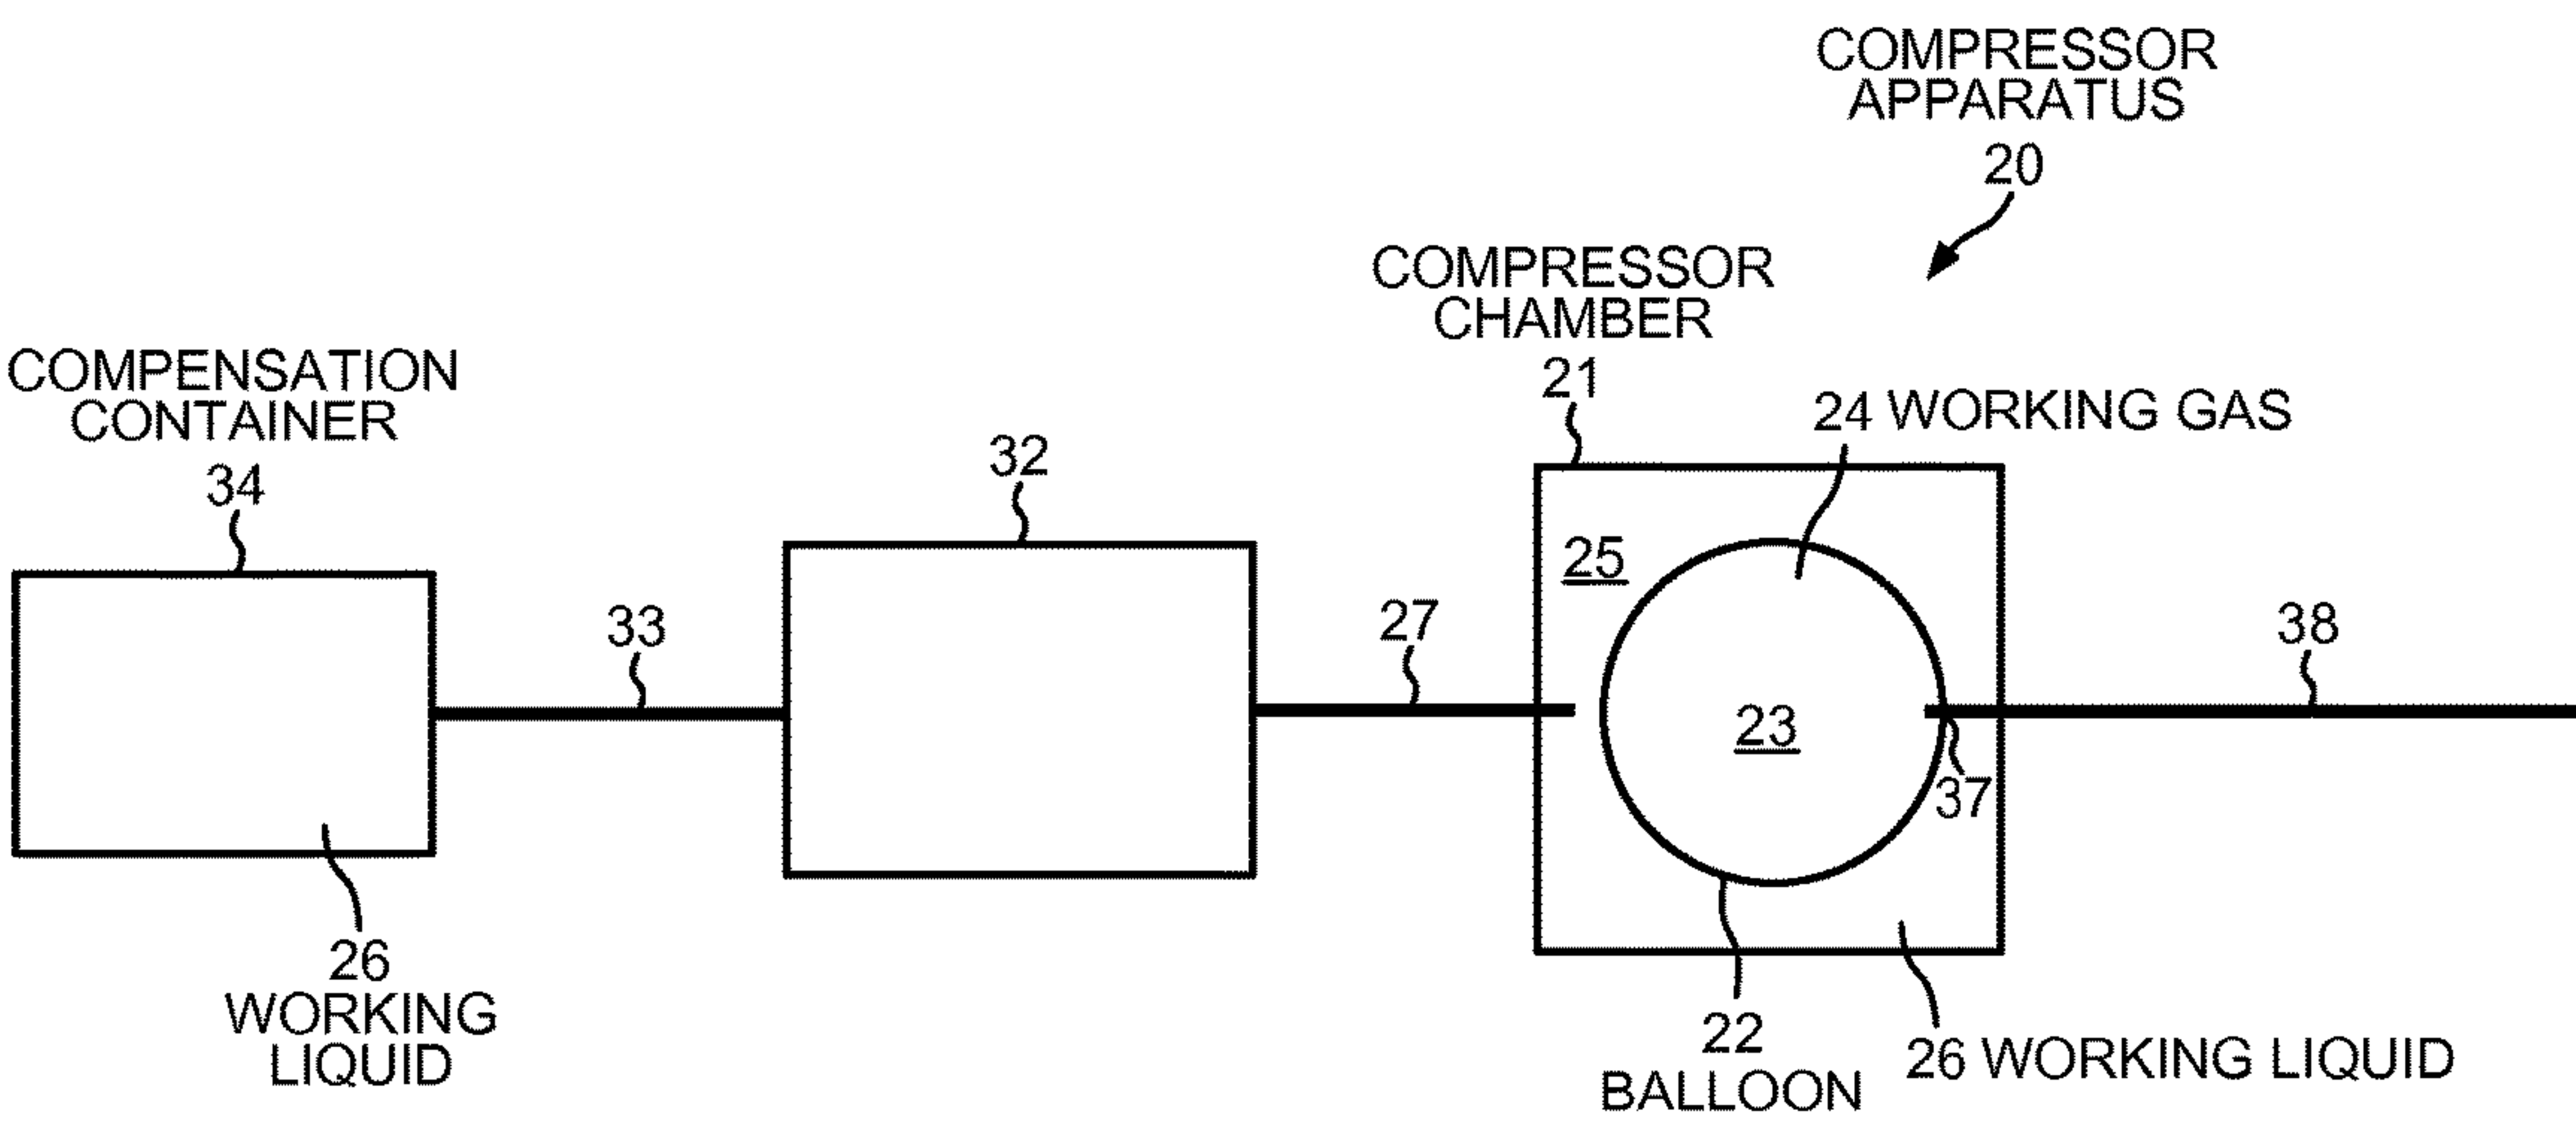 COMPRESSOR
APPARATUS
20
COMPRESSOR
CHAMBER
21
COMPENSATION
CONTAINER
34
32
24 WORKING GAS
25
33
27
38
23
37
26
WORKING
LIQUID
22
BALLOON
26 WORKING LIQUID